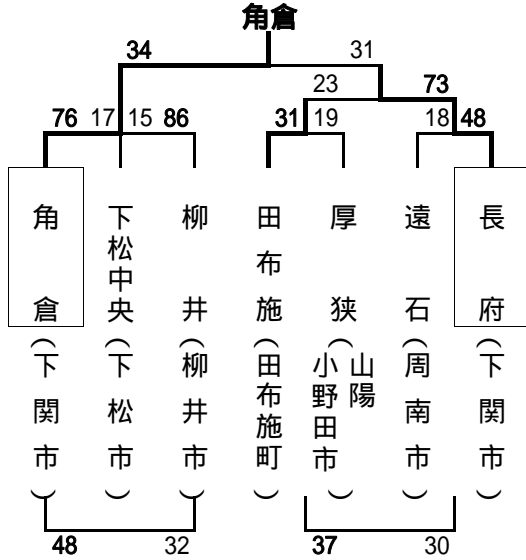 角倉
34 31
23 73
76 17 15 86 31 19 18 48
角倉(下関市)
下松中央(下松市)
柳井(柳井市)
田布施(田布施町)
厚狭(山陽小野田市)
遠石(周南市)
長府(下関市)
48 32 37 30